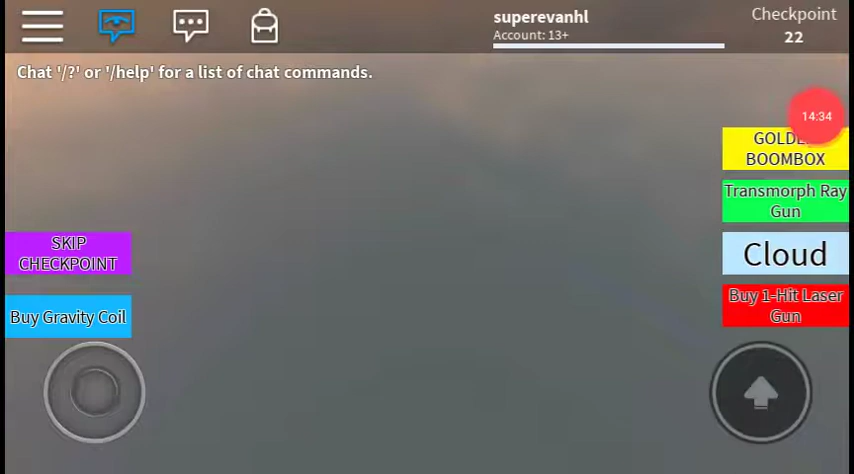 superevanhl
Account: 13+
Checkpoint
22
Chat '/?' or '/help' for a list of chat commands.
14:34
BOOMBOX
Transmorph Ray
Gun
SKIP
CHECKPOINT
Cloud
Buy Gravity Coil
Buy 1-Hit Laser
Gun